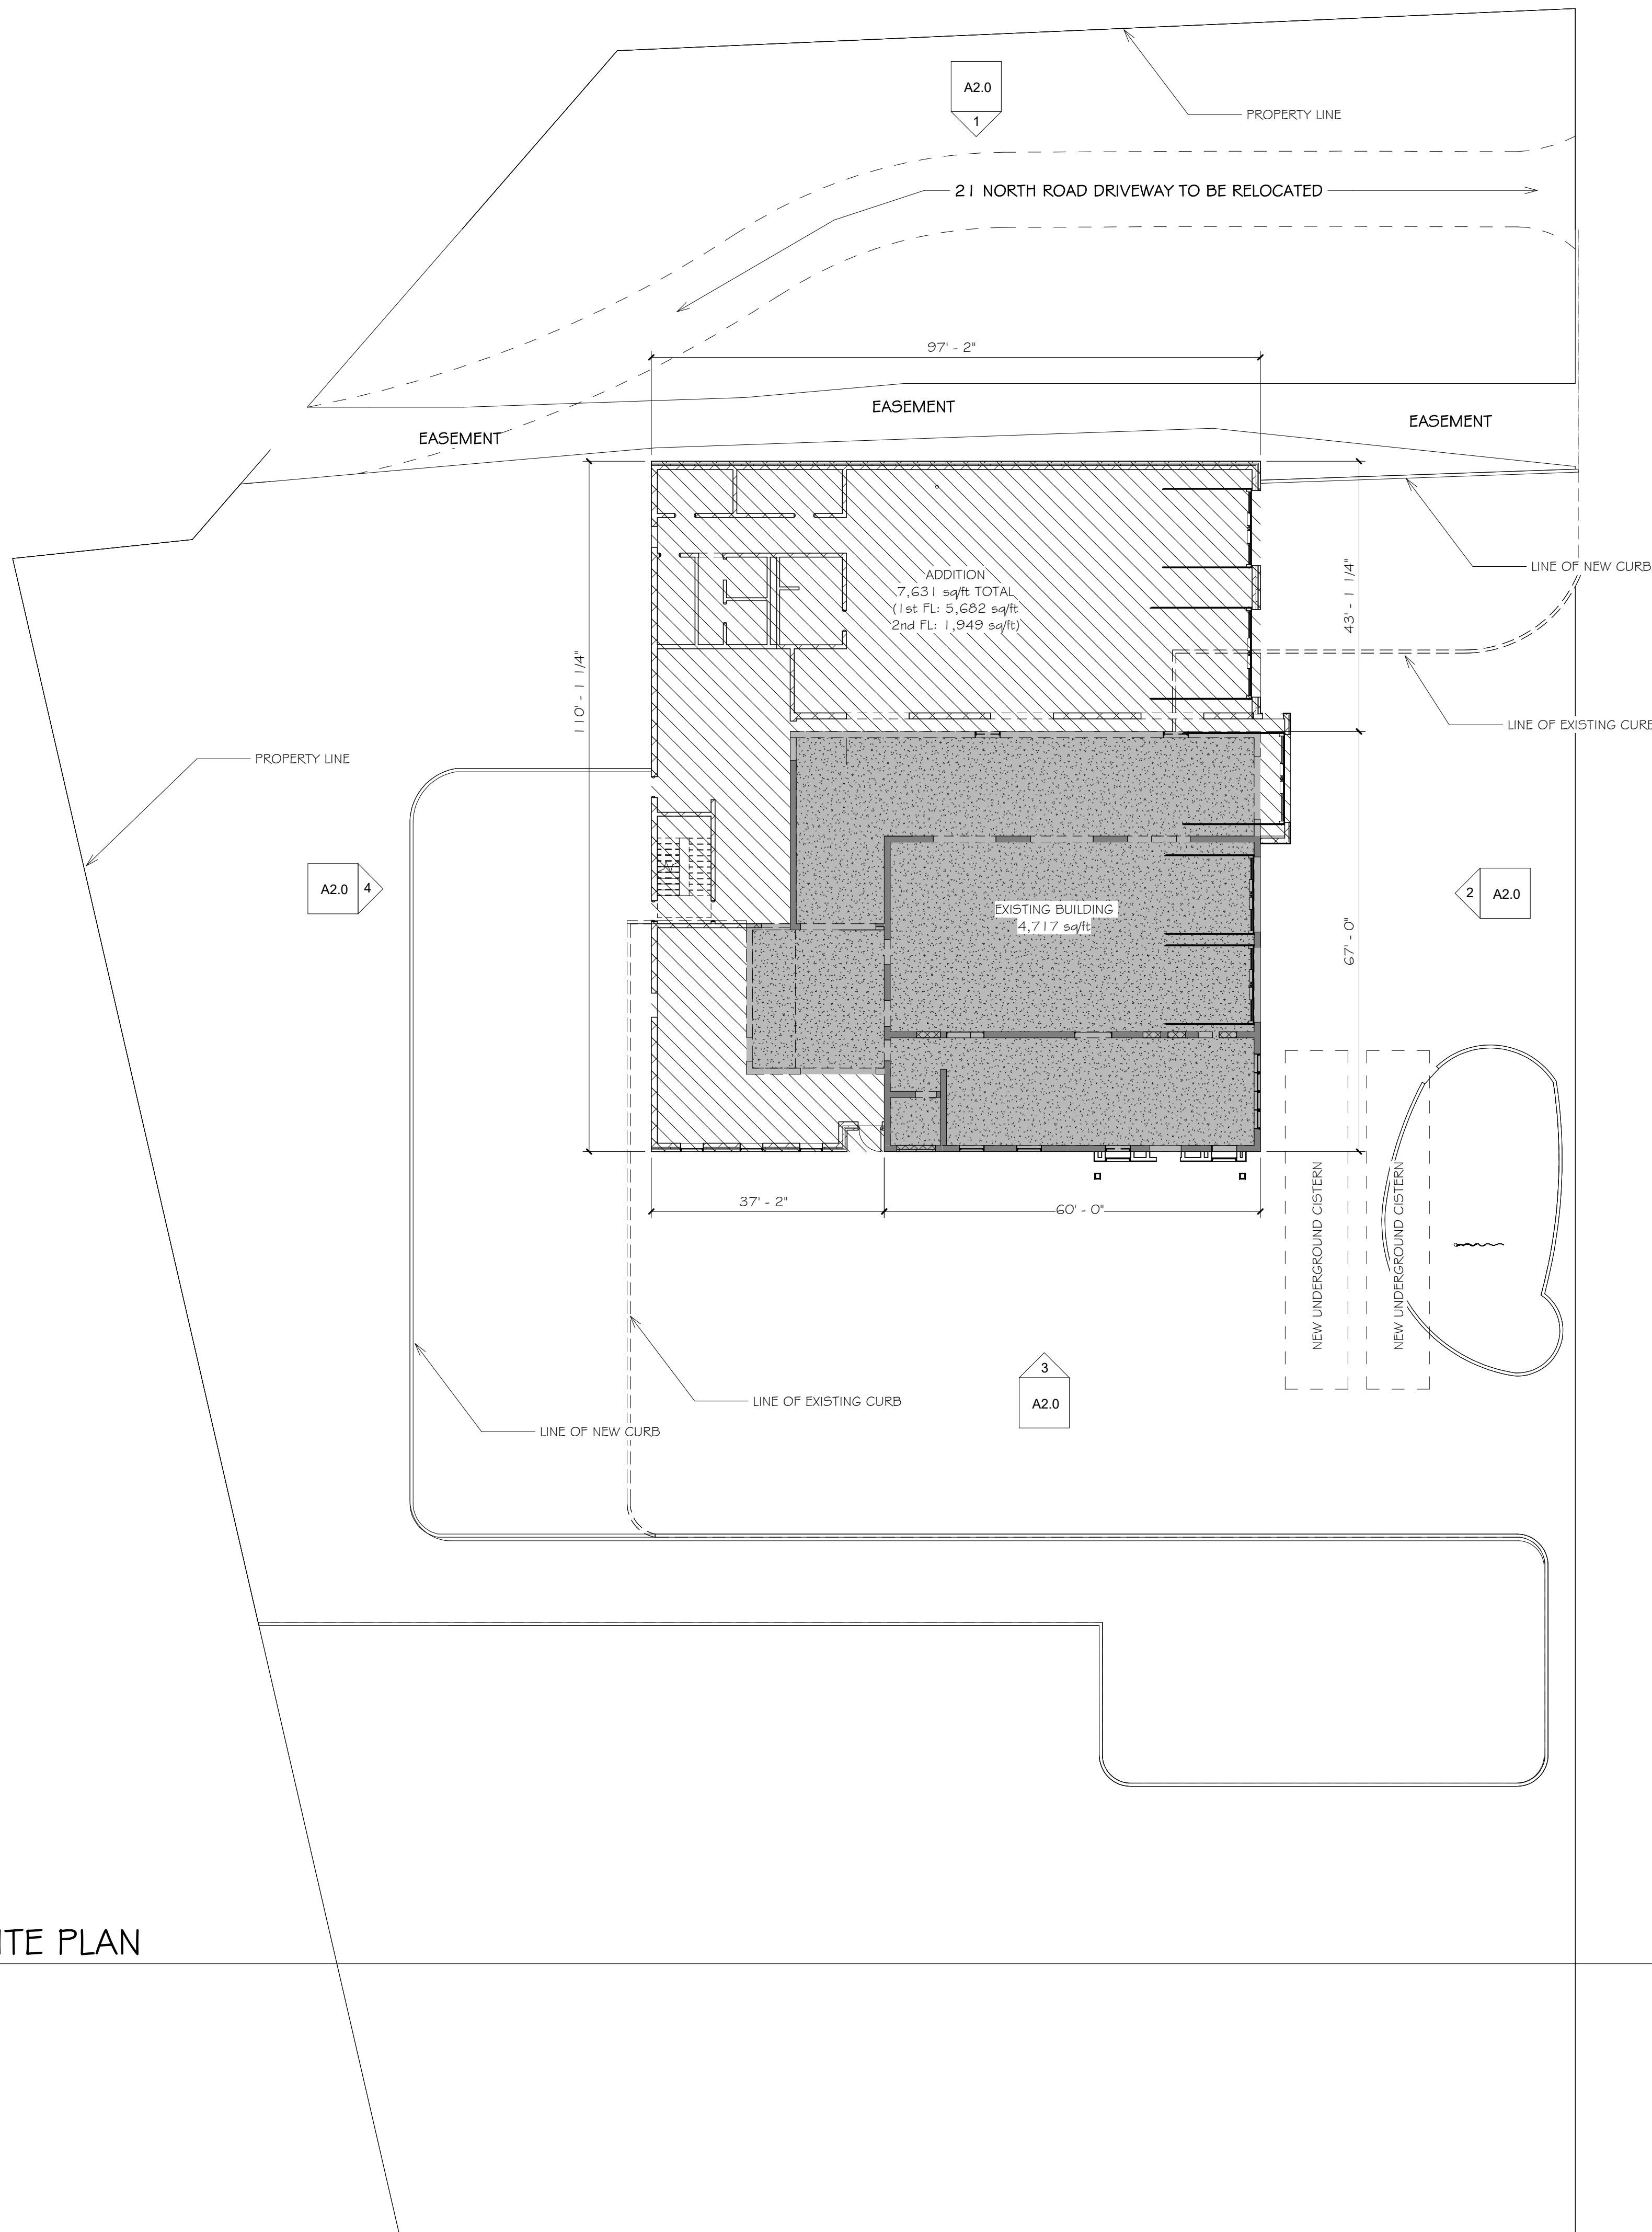 A2.0
1
PROPERTY LINE
21 NORTH ROAD DRIVEWAY TO BE RELOCATED
97' - 2"
EASEMENT
EASEMENT
EASEMENT
ADDITION
7,631 sq/ft TOTAL
(1st FL: 5,682 sq/ft
2nd FL: 1,949 sq/ft)
43' - 1 1/4"
LINE OF NEW CURB
110' - 1 1/4"
LINE OF EXISTING CURB
PROPERTY LINE
A2.0 4
2 A2.0
EXISTING BUILDING
4,717 sq/ft
67' - 0"
37' - 2"
60' - 0"
NEW UNDERGROUND CISTERN
NEW UNDERGROUND CISTERN
3
A2.0
LINE OF EXISTING CURB
LINE OF NEW CURB
ITE PLAN